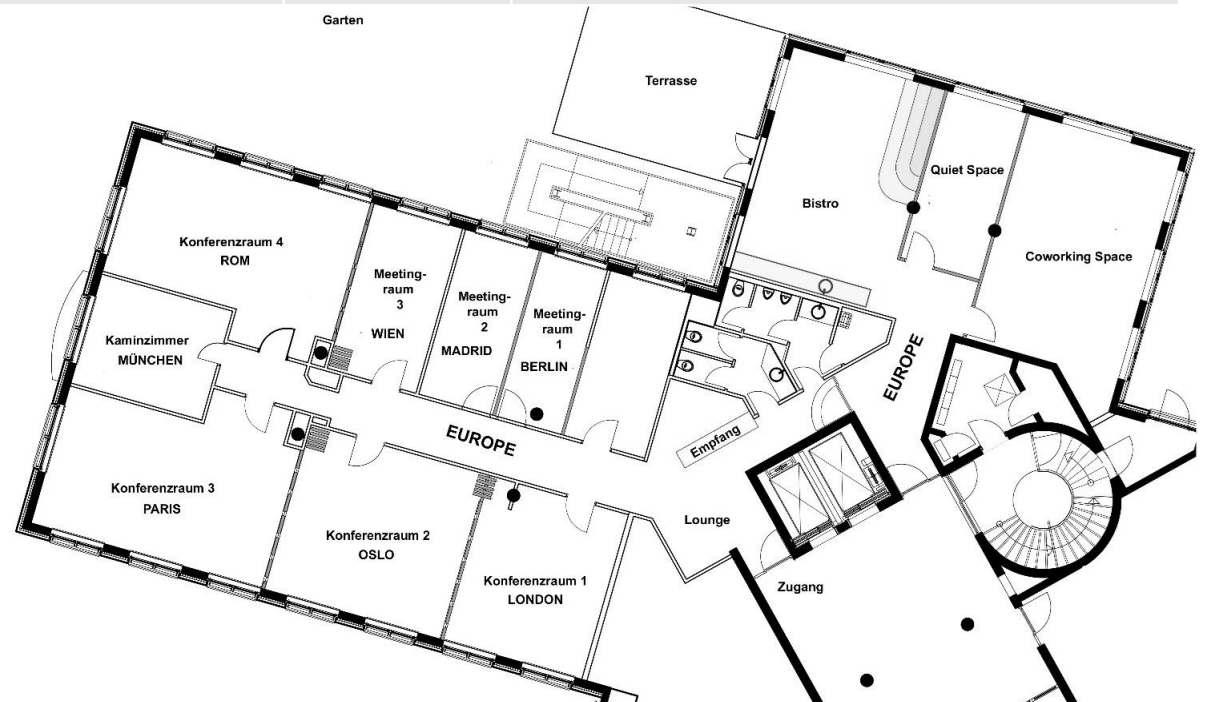 Garten
Terrasse
Quiet Space
Bistro
Coworking Space
Konferenzraum 4
ROM
Meeting-
raum
3
WIEN
Meeting-
raum
2
MADRID
Meeting-
raum
1
BERLIN
Kaminzimmer
MÜNCHEN
EUROPE
EUROPE
Empfang
Konferenzraum 3
PARIS
Konferenzraum 2
OSLO
Lounge
Konferenzraum 1
LONDON
Zugang